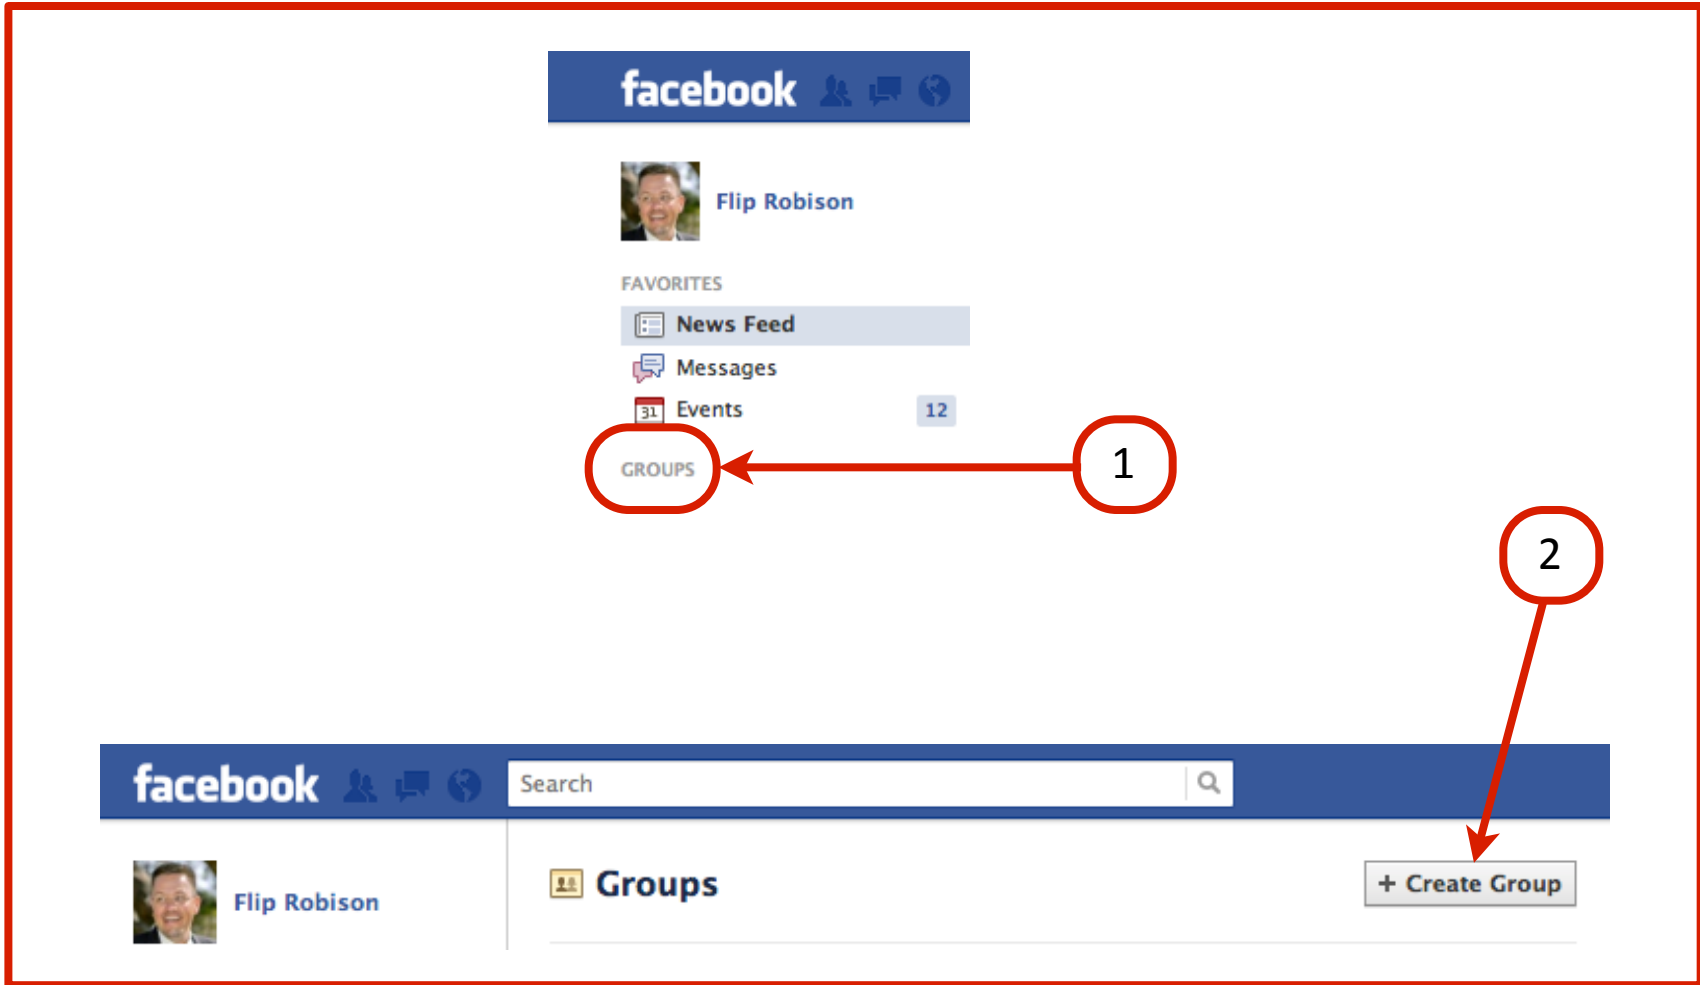 facebook
Flip Robison
FAVORITES
News Feed
Messages
31 Events 12
GROUPS
1
2
facebook Search
Flip Robison
Groups
+ Create Group